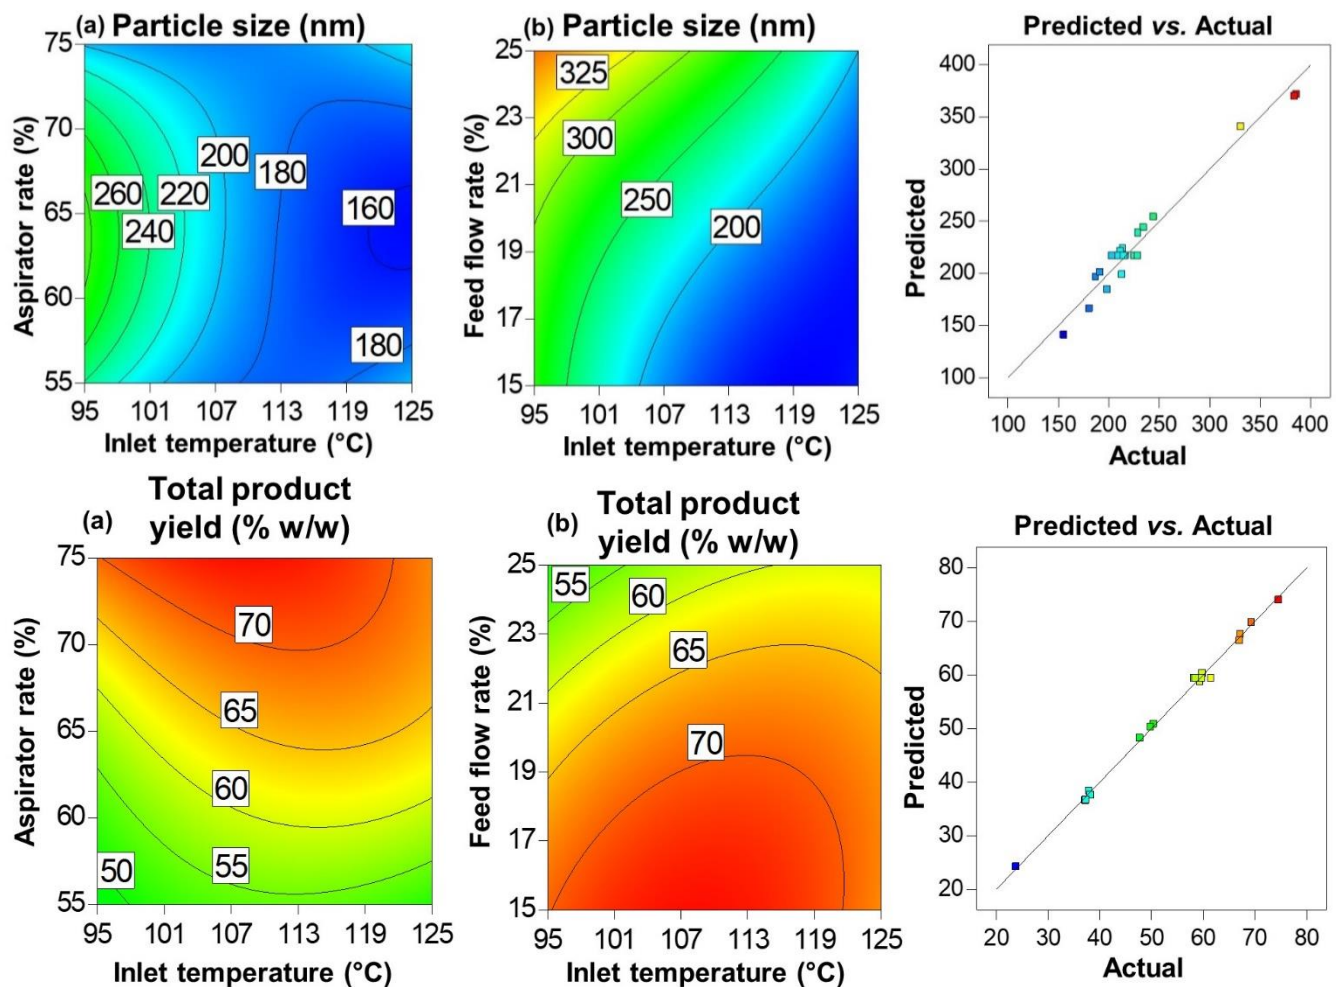 (a) Particle size (nm)
75
70
65
60
55
Aspirator rate (%)
260
240
220
200
180
160
180
95 101 107 113 119 125
Inlet temperature (°C)
(b) Particle size (nm)
25
23
21
19
17
15
Feed flow rate (%)
325
300
250
200
95 101 107 113 119 125
Inlet temperature (°C)
Predicted vs. Actual
400
350
300
250
200
150
100
Predicted
100 150 200 250 300 350 400
Actual
(a)
Total product
yield (% w/w)
75
70
65
60
55
Aspirator rate (%)
70
65
60
55
50
95 101 107 113 119 125
Inlet temperature (°C)
(b)
Total product
yield (% w/w)
25
23
21
19
17
15
Feed flow rate (%)
55
60
65
70
95 101 107 113 119 125
Inlet temperature (°C)
Predicted vs. Actual
80
70
60
50
40
30
20
Predicted
20 30 40 50 60 70 80
Actual